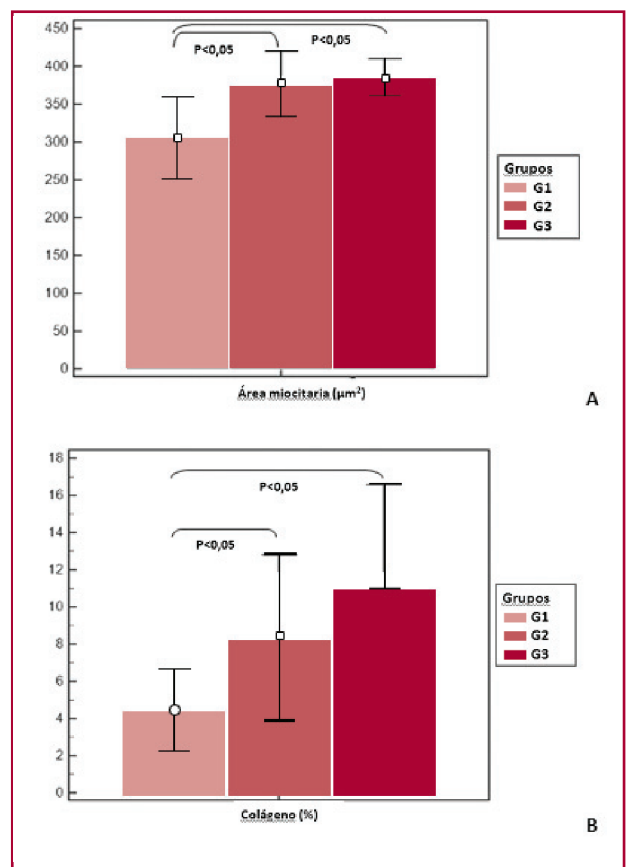 P<0,05
P<0,05
450
400
350
300
250
200
150
100
50
0
Grupos
G1
G2
G3
Área miocitaria (µm²)
A
18
16
14
12
10
8
6
4
2
0
P<0,05
P<0,05
Grupos
G1
G2
G3
Colágeno (%)
B